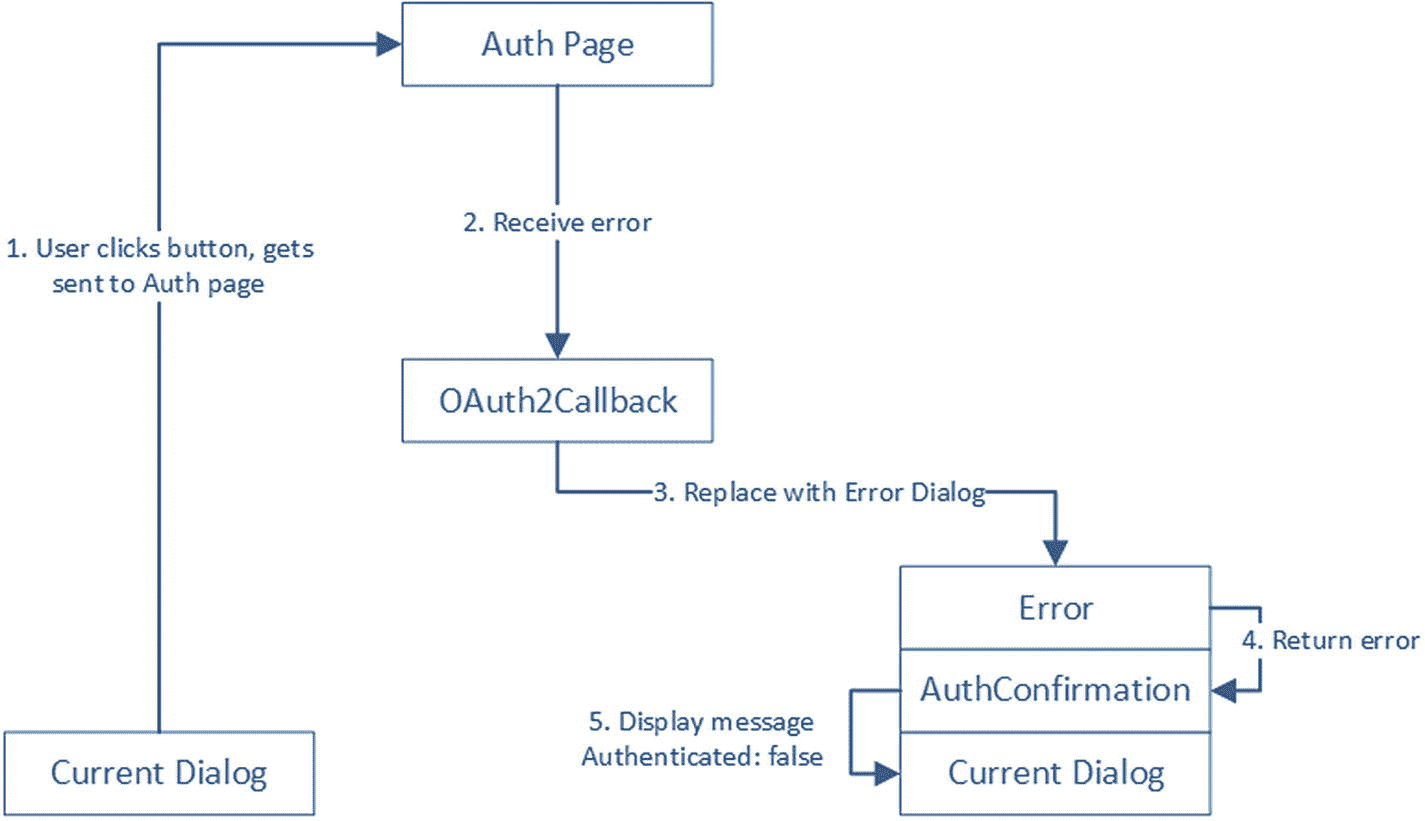 Auth Page
2. Receive error
1. User clicks button, gets
sent to Auth page
OAuth2Callback
3. Replace with Error Dialog
Error
4. Return error
AuthConfirmation
5. Display message
Authenticated: false
Current Dialog
Current Dialog